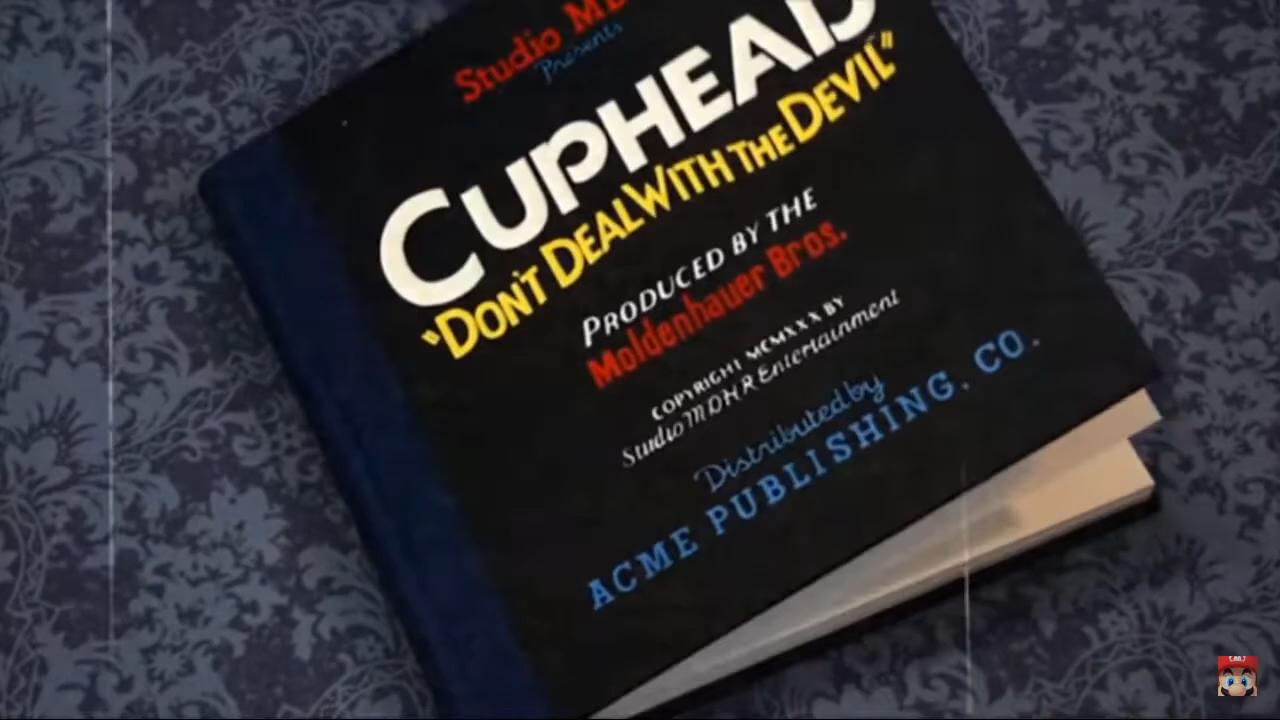 Studio MD
Presents
CUPHEAD
"DON'T DEAL WITH THE DEVIL"
PRODUCED BY THE
Moldenhauer Bros.
COPYRIGHT MCMXXX BY
Studio MDHR Entertainment
Distributed by
ACME PUBLISHING. CO.